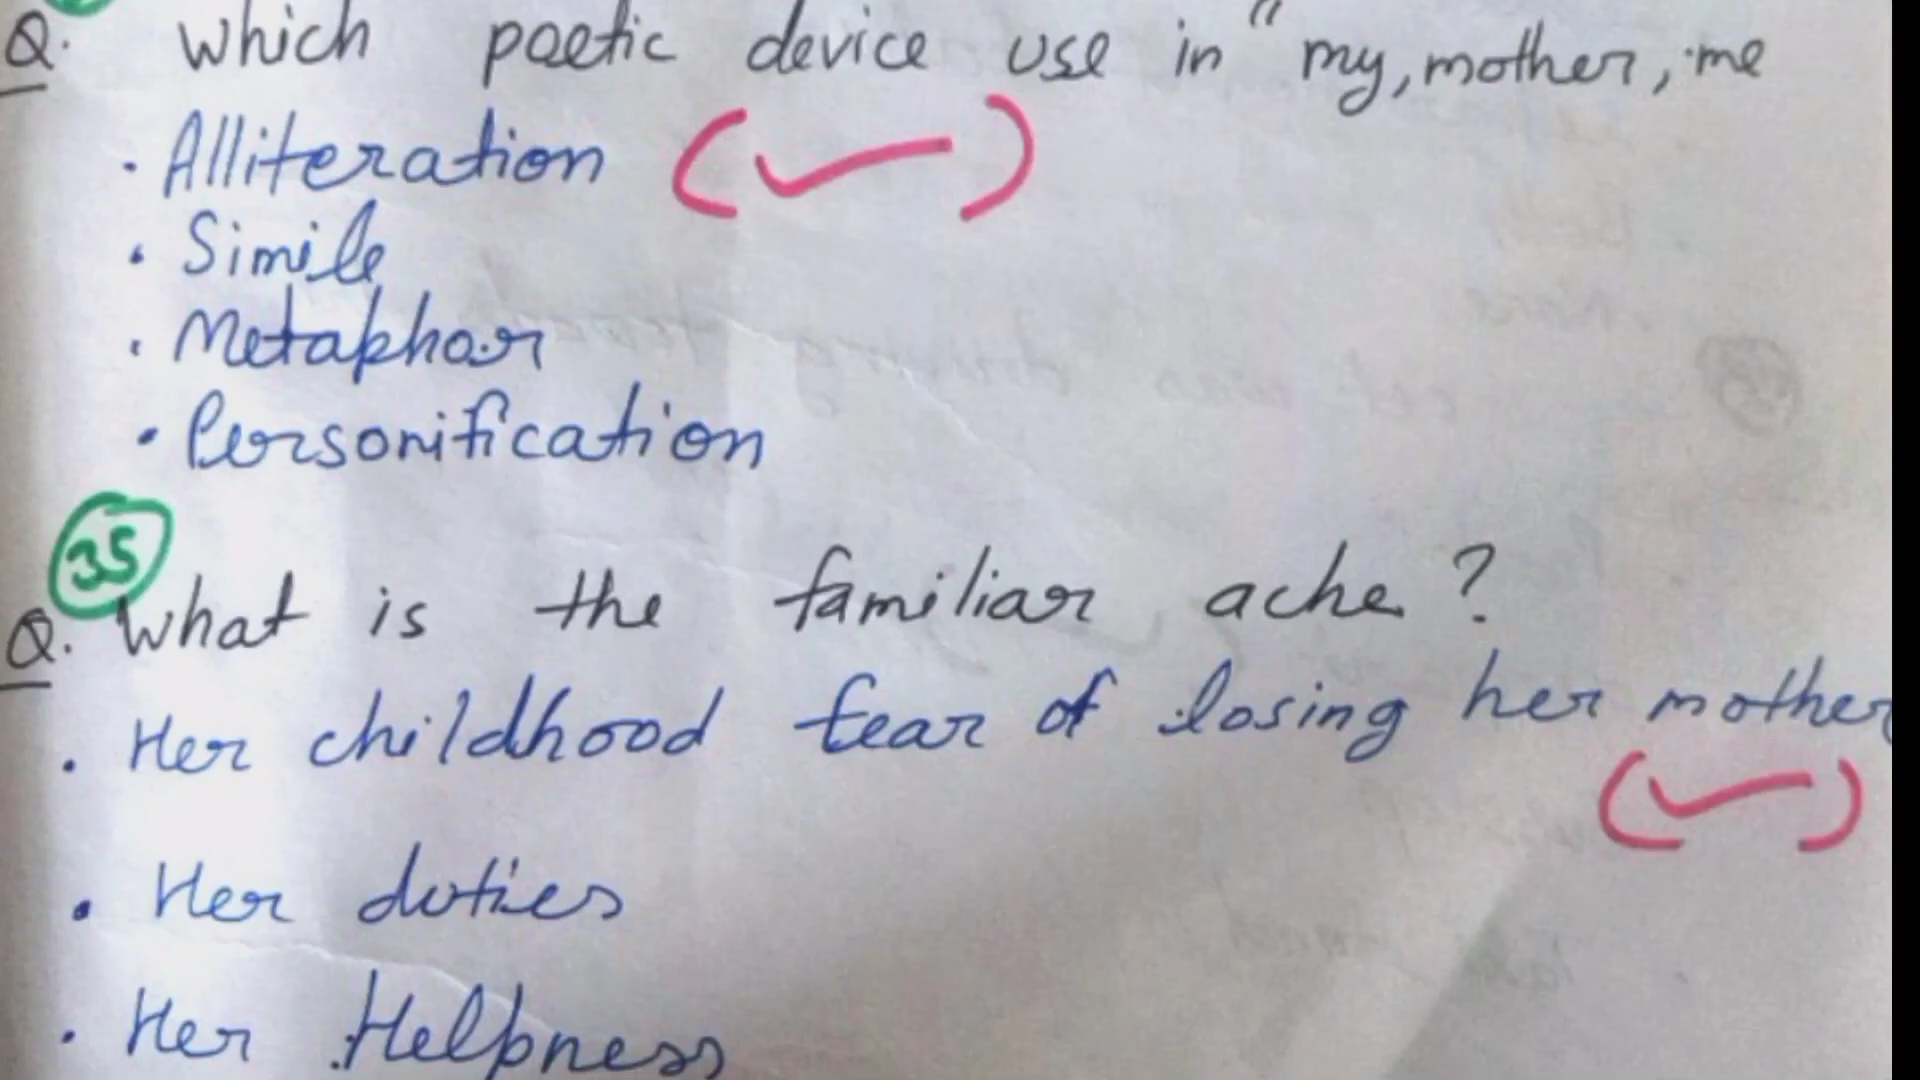 Q. Which poetic device use in " my, mother, me
· Alliteration (✓)
· Simile
· Metaphor
· Personification
35
Q. What is the familiar ache ?
· Her childhood fear of losing her mother
(✓)
· Her duties
· Her Helpness